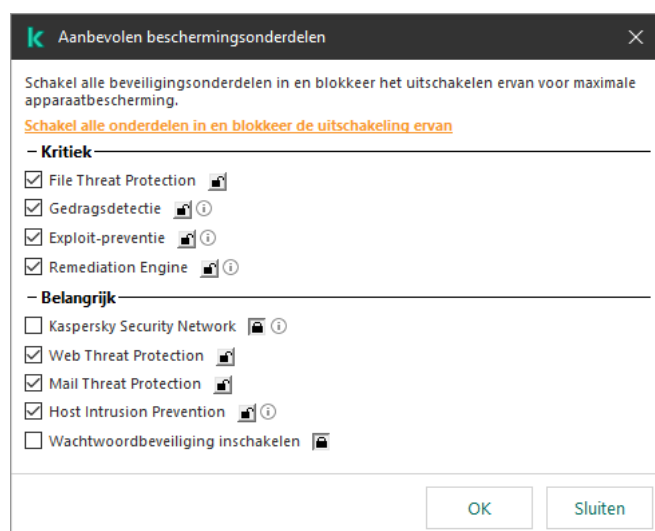 Aanbevolen beschermingsonderdelen
Schakel alle beveiligingsonderdelen in en blokkeer het uitschakelen ervan voor maximale
apparaatbescherming.
Schakel alle onderdelen in en blokkeer de uitschakeling ervan
Kritiek
File Threat Protection
Gedragsdetectie
Exploit-preventie
Remediation Engine
Belangrijk
Kaspersky Security Network
Web Threat Protection
Mail Threat Protection
Host Intrusion Prevention
Wachtwoordbeveiliging inschakelen
OK
Sluiten